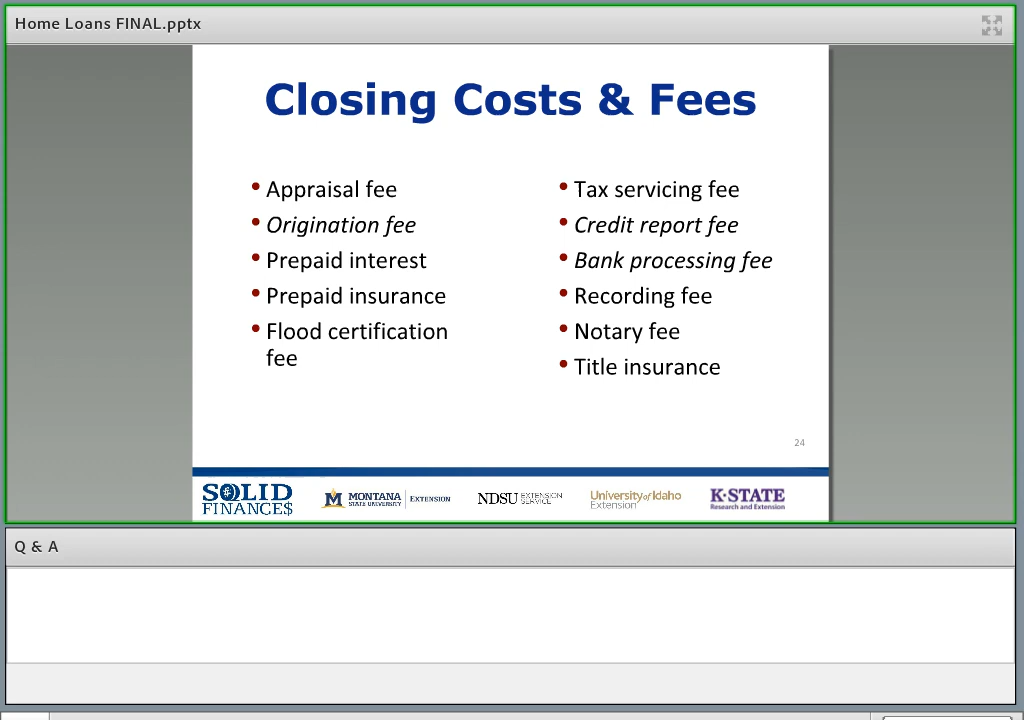 Home Loans FINAL.pptx
Closing Costs & Fees
• Appraisal fee
• Origination fee
• Prepaid interest
• Prepaid insurance
• Flood certification
fee
• Tax servicing fee
• Credit report fee
• Bank processing fee
• Recording fee
• Notary fee
• Title insurance
24
SOLID
FINANCE$
M MONTANA
STATE UNIVERSITY
EXTENSION
NDSU EXTENSION
SERVICE
University of Idaho
Extension
K-STATE
Research and Extension
Q & A